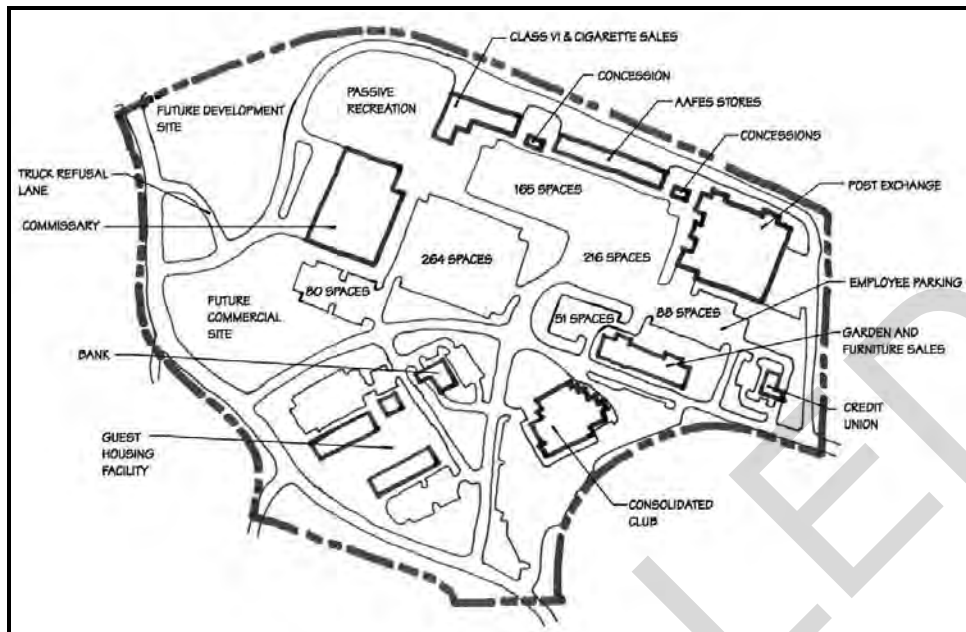 CLASS VI & CIGARETTE SALES
CONCESSION
AAFES STORES
CONCESSIONS
POST EXCHANGE
EMPLOYEE PARKING
GARDEN AND
FURNITURE SALES
CREDIT
UNION
CONSOLIDATED
CLUB
FUTURE DEVELOPMENT
SITE
PASSIVE
RECREATION
TRUCK REFUSAL
LANE
COMMISSARY
165 SPACES
264 SPACES
216 SPACES
80 SPACES
51 SPACES
88 SPACES
FUTURE
COMMERCIAL
SITE
BANK
GUEST
HOUSING
FACILITY